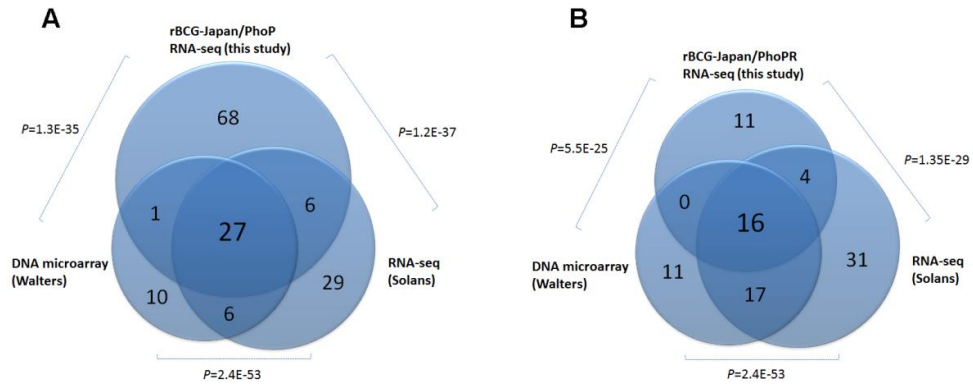 A
rBCG-Japan/PhoP
RNA-seq (this study)
P=1.3E-35
P=1.2E-37
68
1
6
27
DNA microarray
(Walters)
RNA-seq
(Solans)
10
29
6
P=2.4E-53
B
rBCG-Japan/PhoPR
RNA-seq (this study)
P=5.5E-25
P=1.35E-29
11
0
4
16
DNA microarray
(Walters)
RNA-seq
(Solans)
11
31
17
P=2.4E-53